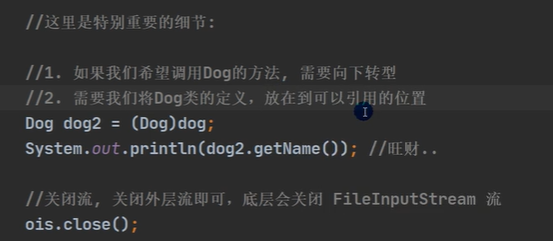 //这里是特别重要的细节:
//1. 如果我们希望调用Dog的方法, 需要向下转型
//2. 需要我们将Dog类的定义，放在到可以引用的位置
Dog dog2 = (Dog)dog;
System.out.println(dog2.getName()); //旺财..
//关闭流, 关闭外层流即可，底层会关闭 FileInputStream 流
ois.close();